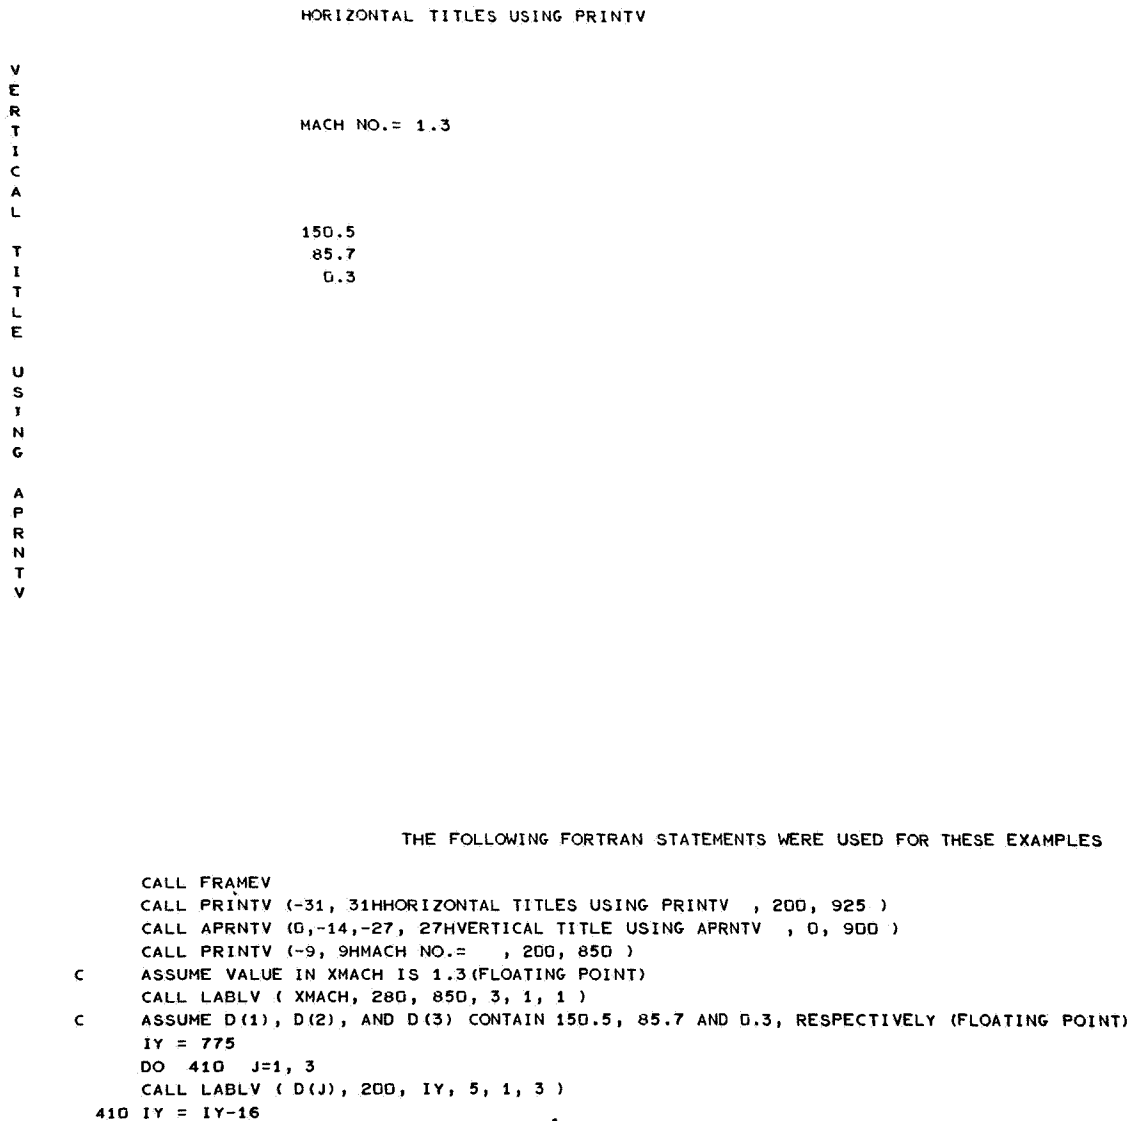 HORIZONTAL TITLES USING PRINTV
VERTICAL TITLE USING APRNTV
MACH NO.= 1.3
150.5
85.7
0.3
THE FOLLOWING FORTRAN STATEMENTS WERE USED FOR THESE EXAMPLES
CALL FRAMEV
CALL PRINTV (-31, 31HHORIZONTAL TITLES USING PRINTV , 200, 925 )
CALL APRNTV (0,-14,-27, 27HVERTICAL TITLE USING APRNTV , 0, 900 )
CALL PRINTV (-9, 9HMACH NO.= , 200, 850 )
C ASSUME VALUE IN XMACH IS 1.3(FLOATING POINT)
CALL LABLV ( XMACH, 280, 850, 3, 1, 1 )
C ASSUME D(1), D(2), AND D(3) CONTAIN 150.5, 85.7 AND 0.3, RESPECTIVELY (FLOATING POINT)
IY = 775
DO 410 J=1, 3
CALL LABLV ( D(J), 200, IY, 5, 1, 3 )
410 IY = IY-16